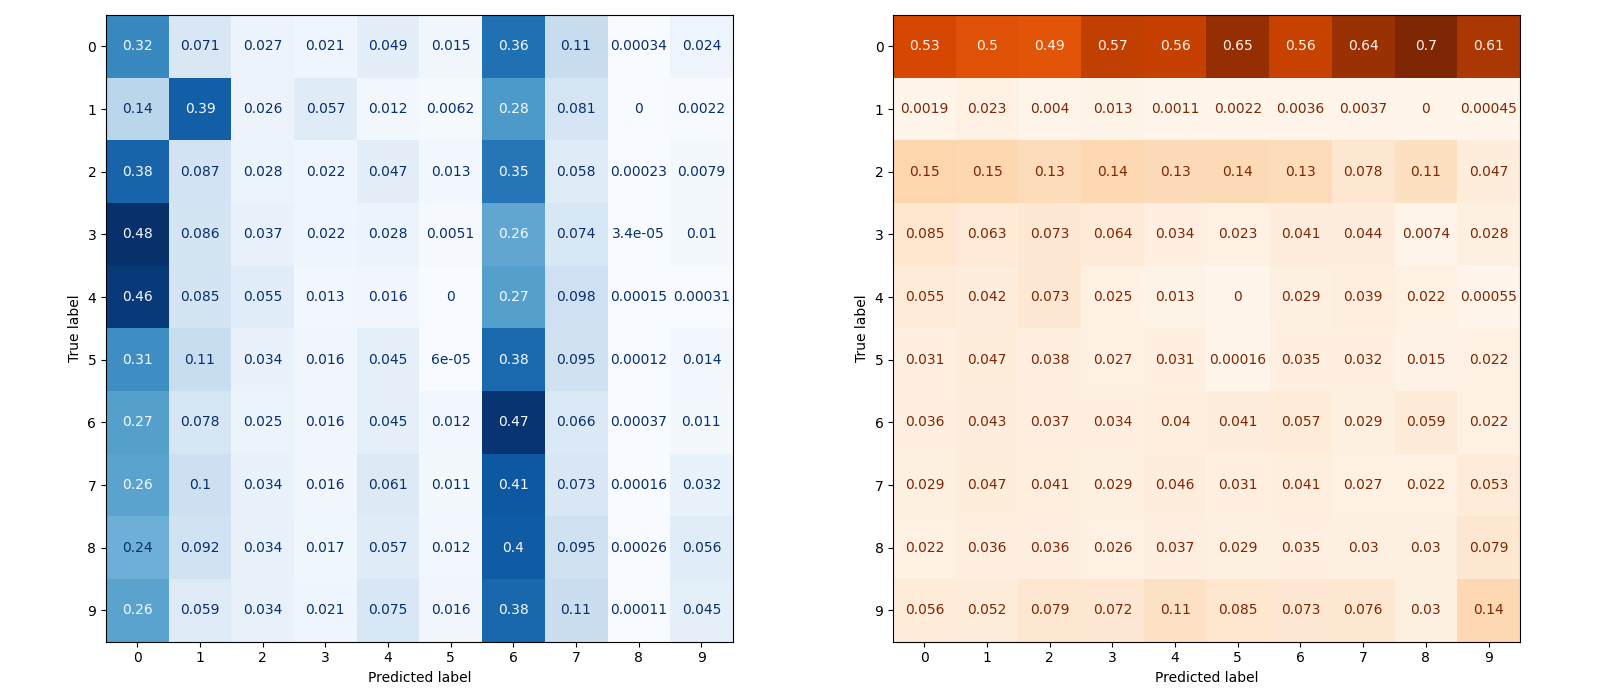 0 0.32 0.071 0.027 0.021 0.049 0.015 0.36 0.11 0.00034 0.024
1 0.14 0.39 0.026 0.057 0.012 0.0062 0.28 0.081 0 0.0022
2 0.38 0.087 0.028 0.022 0.047 0.013 0.35 0.058 0.00023 0.0079
3 0.48 0.086 0.037 0.022 0.028 0.0051 0.26 0.074 3.4e-05 0.01
4 0.46 0.085 0.055 0.013 0.016 0 0.27 0.098 0.00015 0.00031
5 0.31 0.11 0.034 0.016 0.045 6e-05 0.38 0.095 0.00012 0.014
6 0.27 0.078 0.025 0.016 0.045 0.012 0.47 0.066 0.00037 0.011
7 0.26 0.1 0.034 0.016 0.061 0.011 0.41 0.073 0.00016 0.032
8 0.24 0.092 0.034 0.017 0.057 0.012 0.4 0.095 0.00026 0.056
9 0.26 0.059 0.034 0.021 0.075 0.016 0.38 0.11 0.00011 0.045
0 1 2 3 4 5 6 7 8 9
Predicted label
True label
0 0.53 0.5 0.49 0.57 0.56 0.65 0.56 0.64 0.7 0.61
1 0.0019 0.023 0.004 0.013 0.0011 0.0022 0.0036 0.0037 0 0.00045
2 0.15 0.15 0.13 0.14 0.13 0.14 0.13 0.078 0.11 0.047
3 0.085 0.063 0.073 0.064 0.034 0.023 0.041 0.044 0.0074 0.028
4 0.055 0.042 0.073 0.025 0.013 0 0.029 0.039 0.022 0.00055
5 0.031 0.047 0.038 0.027 0.031 0.00016 0.035 0.032 0.015 0.022
6 0.036 0.043 0.037 0.034 0.04 0.041 0.057 0.029 0.059 0.022
7 0.029 0.047 0.041 0.029 0.046 0.031 0.041 0.027 0.022 0.053
8 0.022 0.036 0.036 0.026 0.037 0.029 0.035 0.03 0.03 0.079
9 0.056 0.052 0.079 0.072 0.11 0.085 0.073 0.076 0.03 0.14
0 1 2 3 4 5 6 7 8 9
Predicted label
True label